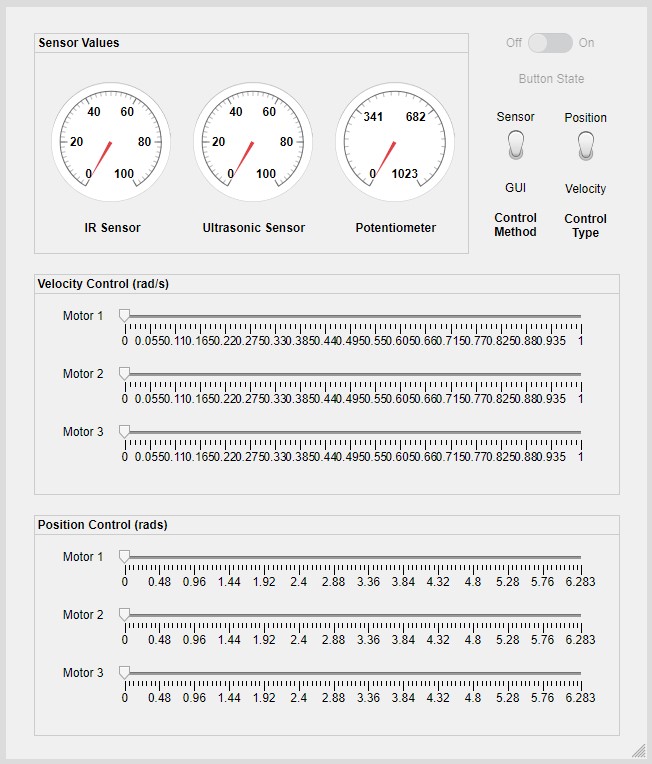 Sensor Values
Off On
Button State
40 60
20 80
0 100
IR Sensor
40 60
20 80
0 100
Ultrasonic Sensor
341 682
0 1023
Potentiometer
Sensor
GUI
Control
Method
Position
Velocity
Control
Type
Velocity Control (rad/s)
Motor 1
0 0.055 0.11 0.165 0.22 0.275 0.33 0.385 0.44 0.495 0.55 0.605 0.66 0.715 0.77 0.825 0.88 0.935 1
Motor 2
0 0.055 0.11 0.165 0.22 0.275 0.33 0.385 0.44 0.495 0.55 0.605 0.66 0.715 0.77 0.825 0.88 0.935 1
Motor 3
0 0.055 0.11 0.165 0.22 0.275 0.33 0.385 0.44 0.495 0.55 0.605 0.66 0.715 0.77 0.825 0.88 0.935 1
Position Control (rads)
Motor 1
0 0.48 0.96 1.44 1.92 2.4 2.88 3.36 3.84 4.32 4.8 5.28 5.76 6.283
Motor 2
0 0.48 0.96 1.44 1.92 2.4 2.88 3.36 3.84 4.32 4.8 5.28 5.76 6.283
Motor 3
0 0.48 0.96 1.44 1.92 2.4 2.88 3.36 3.84 4.32 4.8 5.28 5.76 6.283